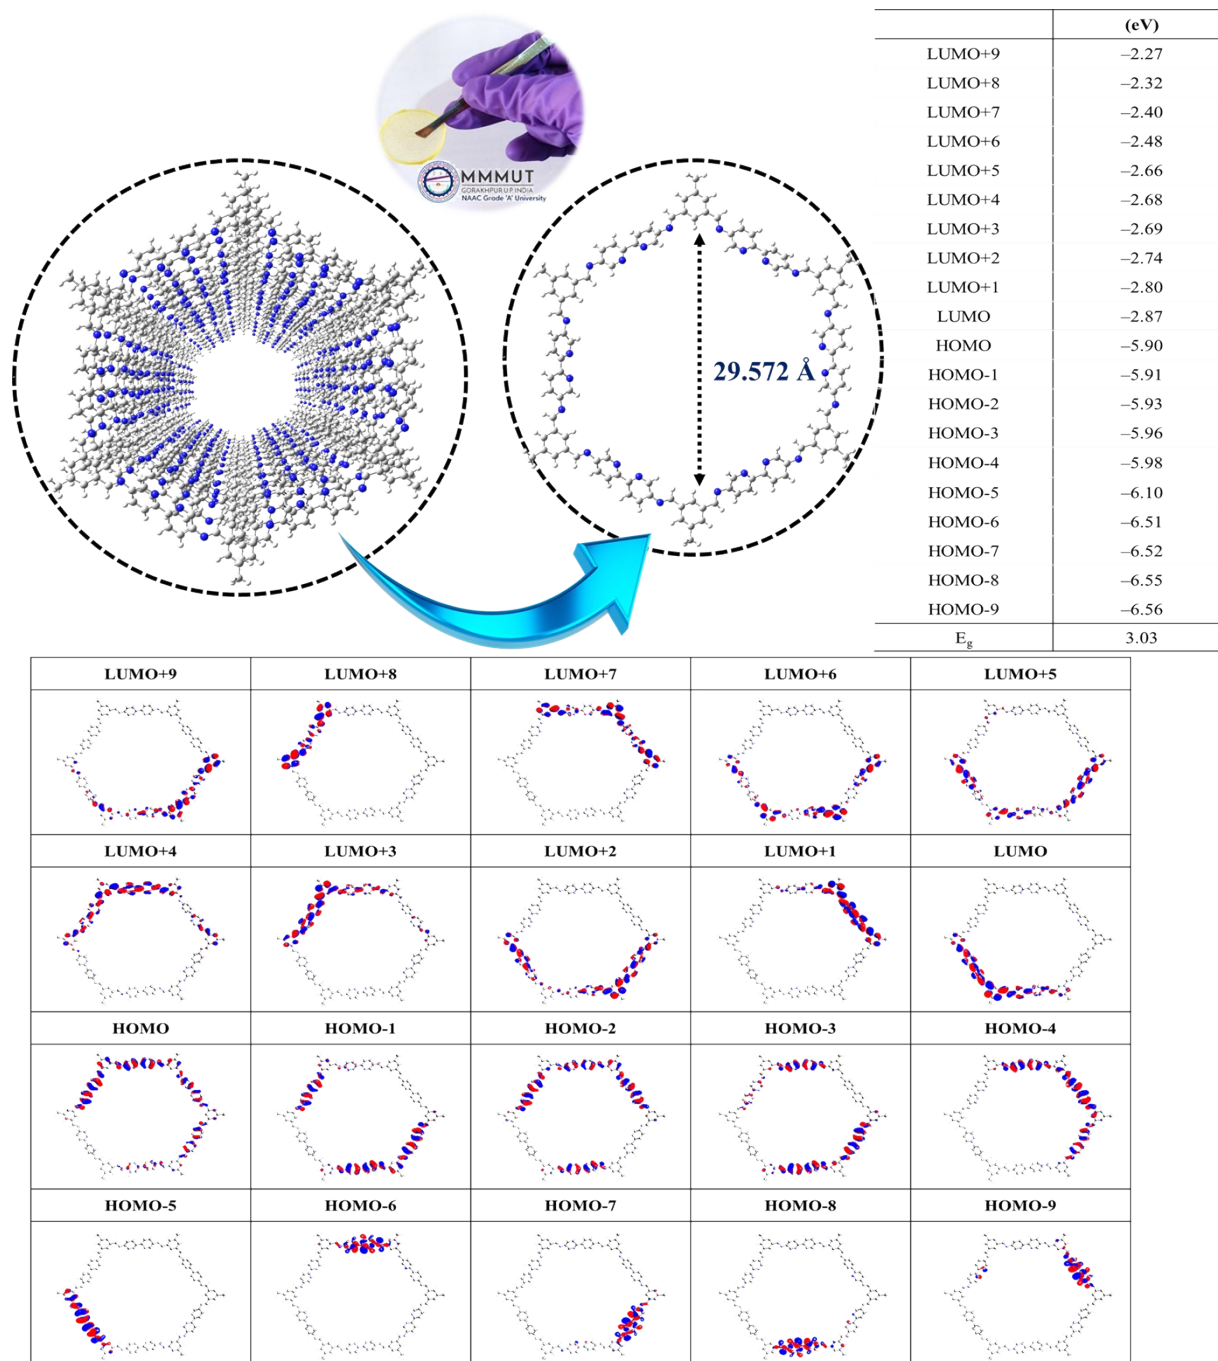 MMMUT
GORAKHPUR U.P. INDIA
NAAC Grade 'A' University
29.572 Å
(eV)
LUMO+9 –2.27
LUMO+8 –2.32
LUMO+7 –2.40
LUMO+6 –2.48
LUMO+5 –2.66
LUMO+4 –2.68
LUMO+3 –2.69
LUMO+2 –2.74
LUMO+1 –2.80
LUMO –2.87
HOMO –5.90
HOMO-1 –5.91
HOMO-2 –5.93
HOMO-3 –5.96
HOMO-4 –5.98
HOMO-5 –6.10
HOMO-6 –6.51
HOMO-7 –6.52
HOMO-8 –6.55
HOMO-9 –6.56
Eg 3.03
LUMO+9 LUMO+8 LUMO+7 LUMO+6 LUMO+5
LUMO+4 LUMO+3 LUMO+2 LUMO+1 LUMO
HOMO HOMO-1 HOMO-2 HOMO-3 HOMO-4
HOMO-5 HOMO-6 HOMO-7 HOMO-8 HOMO-9